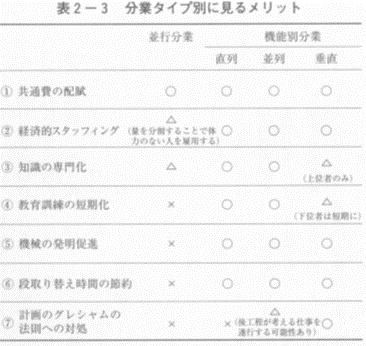 表2－3 分業タイプ別に見るメリット
並行分業 機能別分業
直列 並列 垂直
① 共通費の配賦 ○ ○ ○ ○
② 経済的スタッフィング △ (量を分割することで体力のない人を雇用する) ○ ○ ○
③ 知識の専門化 △ ○ ○ △ (上位者のみ)
④ 教育訓練の短期化 × ○ ○ △ (下位者は短期に)
⑤ 機械の発明促進 × ○ ○ ○
⑥ 段取り替え時間の節約 × ○ ○ ○
⑦ 計画のグレシャムの法則への対処 × × △ (後工程が考える仕事を遂行する可能性あり) ○